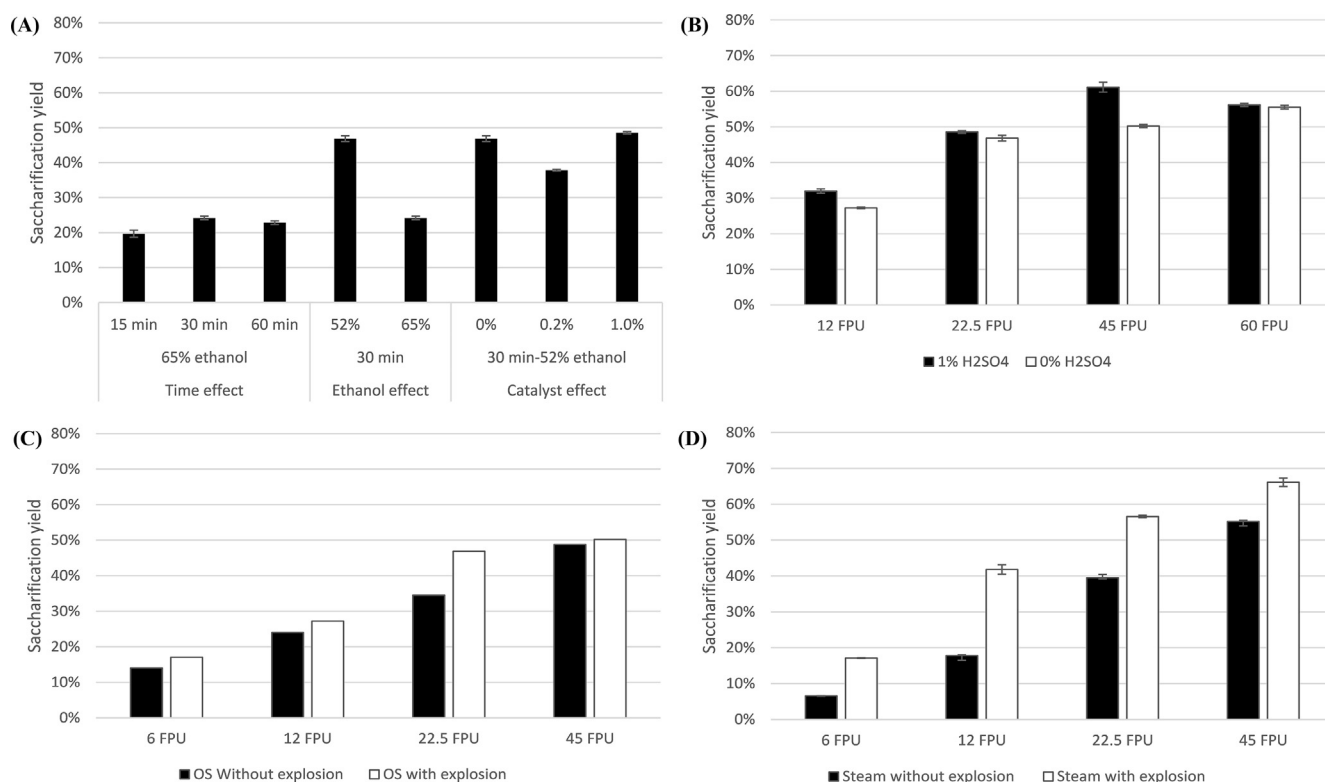 (A)
Saccharification yield
80%
70%
60%
50%
40%
30%
20%
10%
0%
15 min 30 min 60 min 52% 65% 0% 0.2% 1.0%
65% ethanol 30 min 30 min-52% ethanol
Time effect Ethanol effect Catalyst effect
(B)
Saccharification yield
80%
70%
60%
50%
40%
30%
20%
10%
0%
12 FPU 22.5 FPU 45 FPU 60 FPU
1% H2SO4 0% H2SO4
(C)
Saccharification yield
80%
70%
60%
50%
40%
30%
20%
10%
0%
6 FPU 12 FPU 22.5 FPU 45 FPU
OS Without explosion OS with explosion
(D)
Saccharification yield
80%
70%
60%
50%
40%
30%
20%
10%
0%
6 FPU 12 FPU 22.5 FPU 45 FPU
Steam without explosion Steam with explosion